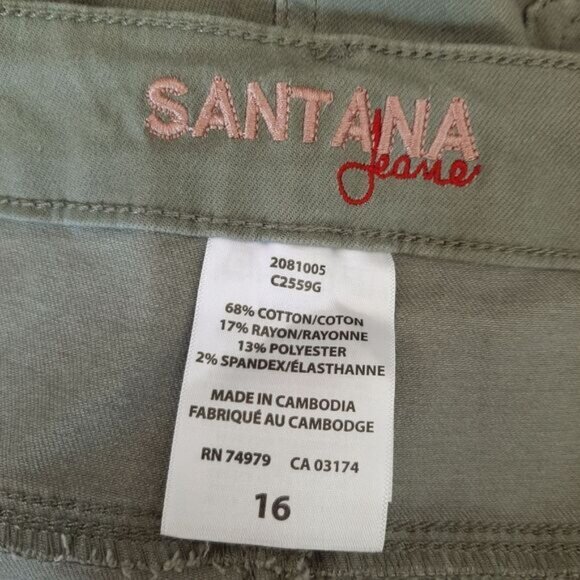 SANTANA
Jeane
2081005
C2559G
68% COTTON/COTON
17% RAYON/RAYONNE
13% POLYESTER
2% SPANDEX/ÉLASTHANNE
MADE IN CAMBODIA
FABRIQUÉ AU CAMBODGE
RN 74979 CA 03174
16